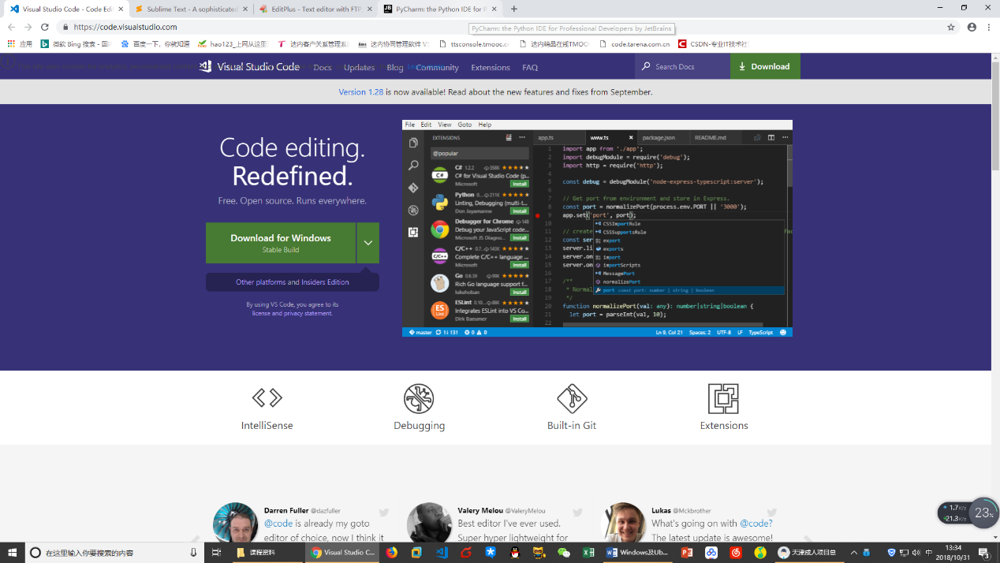 Visual Studio Code - Code Edi
Sublime Text - A sophisticated
EditPlus - Text editor with FTP,
PyCharm: the Python IDE for P
https://code.visualstudio.com
PyCharm: the Python IDE for Professional Developers by JetBrains
应用
微软 Bing 搜索 - 国
百度一下，你就知道
hao123_上网从这里
达内客户关系管理系
达内协同管理软件 V
ttsconsole.tmooc.c
达内精品在线TMOO
code.tarena.com.cn
CSDN-专业IT技术社
Visual Studio Code
Docs
Updates
Blog
Community
Extensions
FAQ
Search Docs
Download
Version 1.28 is now available! Read about the new features and fixes from September.
Code editing.
Redefined.
Free. Open source. Runs everywhere.
Download for Windows
Stable Build
Other platforms and Insiders Edition
By using VS Code, you agree to its
license and privacy statement.
File Edit View Goto Help
EXTENSIONS
@popular
C# 1.2.2 356K
C# for Visual Studio Code (p...
Microsoft Install
Python 0... 211K
Linting, Debugging (multi-t...
Don Jayamanne Install
Debugger for Chrome 148
Debug your JavaScript code...
Microsoft JS Diagno... Install
C/C++ 0.7... 143K
Complete C/C++ language ...
Microsoft Install
Go 0.6.39 99K
Rich Go language support f...
lukehoban Install
ESLint 0.10... 88K
Integrates ESLint into VS Co...
Dirk Baeumer Install
app.ts www.ts package.json README.md
1 import app from './app';
2 import debugModule = require('debug');
3 import http = require('http');
4
5 const debug = debugModule('node-express-typescript:server');
6
7 // Get port from environment and store in Express.
8 const port = normalizePort(process.env.PORT || '3000');
9 app.set('port', port);
10
11 // create
12 const ser
13 server.li
14 server.on
15 server.on
16
17 /**
18 * Normal
19 */
20 function normalizePort(val: any): number|string|boolean {
21 let port = parseInt(val, 10);
22
CSSImportRule
CSSSupportsRule
export
exports
import
importScripts
MessagePort
normalizePort
port const port: number | string | boolean
master 1↓ 131 0 0
Ln 9, Col 21 Spaces: 2 UTF-8 LF TypeScript
IntelliSense
Debugging
Built-in Git
Extensions
Darren Fuller @dazfuller
@code is already my goto
editor of choice, now I think it
Valery Melou @ValeryMelou
Best editor I've ever used.
Super hyper lightweight for
Lukas @Mckbrother
What's going on with @code?
The latest update is awesome!
1.7K/s
21.3K/s
23%
在这里输入你要搜索的内容
课程资料
Visual Studio C...
Windows及Ub...
天津成人项目总
中
13:34
2018/10/31
3